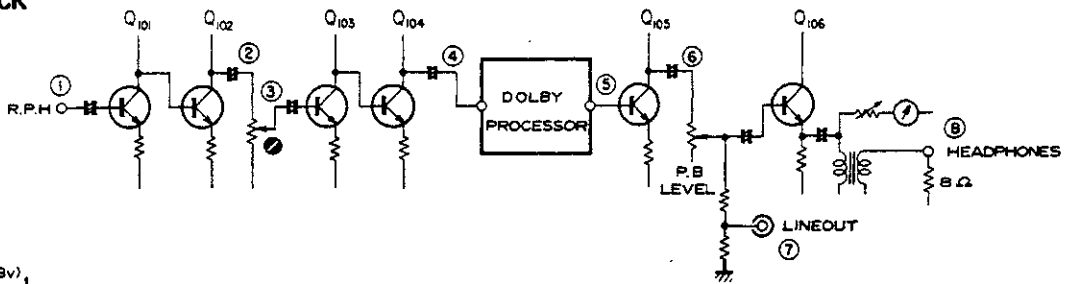 CK
Q101
Q102
Q103
Q104
Q105
Q106
①
②
③
④
⑤
⑥
R.P.H
DOLBY
PROCESSOR
P.B
LEVEL
⑧
HEADPHONES
8Ω
LINEOUT
⑦